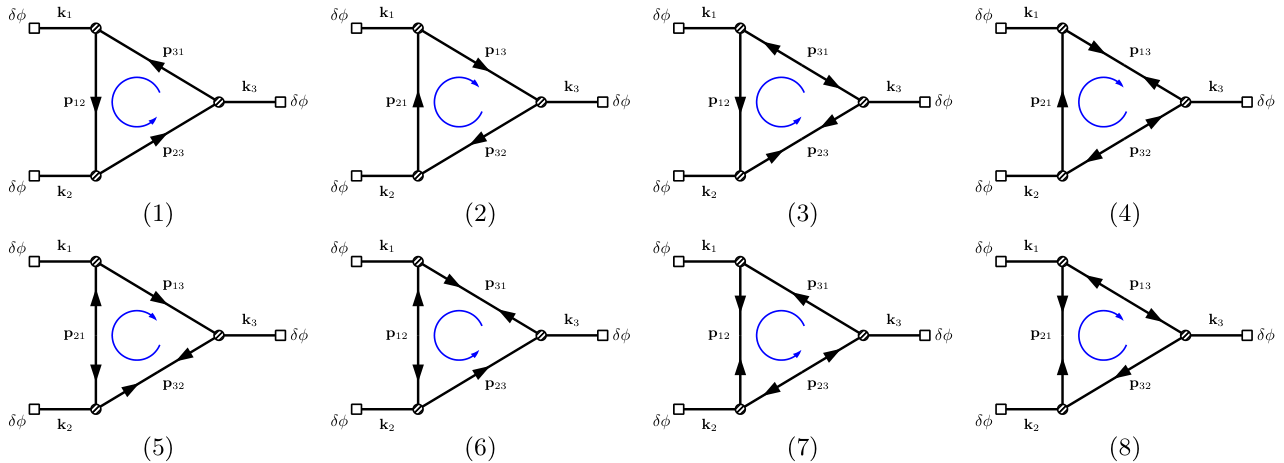 δϕ k₁ p₃₁ p₁₂ k₃ δϕ p₂₃ δϕ k₂ (1)
δϕ k₁ p₁₃ p₂₁ k₃ δϕ p₃₂ δϕ k₂ (2)
δϕ k₁ p₃₁ p₁₂ k₃ δϕ p₂₃ δϕ k₂ (3)
δϕ k₁ p₁₃ p₂₁ k₃ δϕ p₃₂ δϕ k₂ (4)
δϕ k₁ p₁₃ p₂₁ k₃ δϕ p₃₂ δϕ k₂ (5)
δϕ k₁ p₃₁ p₁₂ k₃ δϕ p₂₃ δϕ k₂ (6)
δϕ k₁ p₃₁ p₁₂ k₃ δϕ p₂₃ δϕ k₂ (7)
δϕ k₁ p₁₃ p₂₁ k₃ δϕ p₃₂ δϕ k₂ (8)